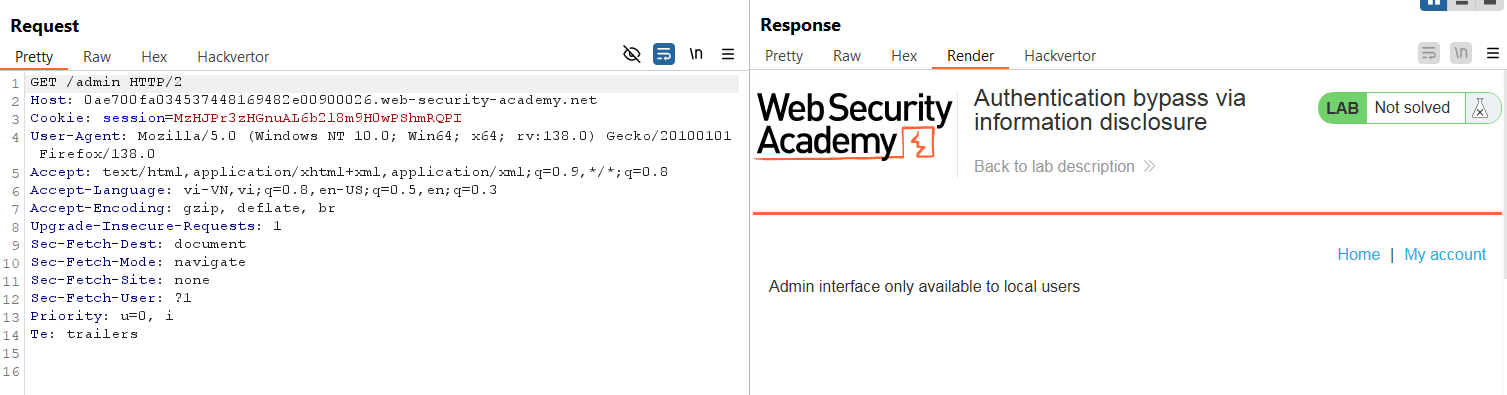 Request
Pretty Raw Hex Hackvertor
\n
1 GET /admin HTTP/2
2 Host: 0ae700fa034537448169482e00900026.web-security-academy.net
3 Cookie: session=MzHJPr3zHGnuAL6b2l8m9H0wPShmRQPI
4 User-Agent: Mozilla/5.0 (Windows NT 10.0; Win64; x64; rv:138.0) Gecko/20100101
Firefox/138.0
5 Accept: text/html,application/xhtml+xml,application/xml;q=0.9,*/*;q=0.8
6 Accept-Language: vi-VN,vi;q=0.8,en-US;q=0.5,en;q=0.3
7 Accept-Encoding: gzip, deflate, br
8 Upgrade-Insecure-Requests: 1
9 Sec-Fetch-Dest: document
10 Sec-Fetch-Mode: navigate
11 Sec-Fetch-Site: none
12 Sec-Fetch-User: ?1
13 Priority: u=0, i
14 Te: trailers
15
16
Response
Pretty Raw Hex Render Hackvertor
\n
Web Security
Academy
Authentication bypass via
information disclosure
Back to lab description
LAB Not solved
Home | My account
Admin interface only available to local users